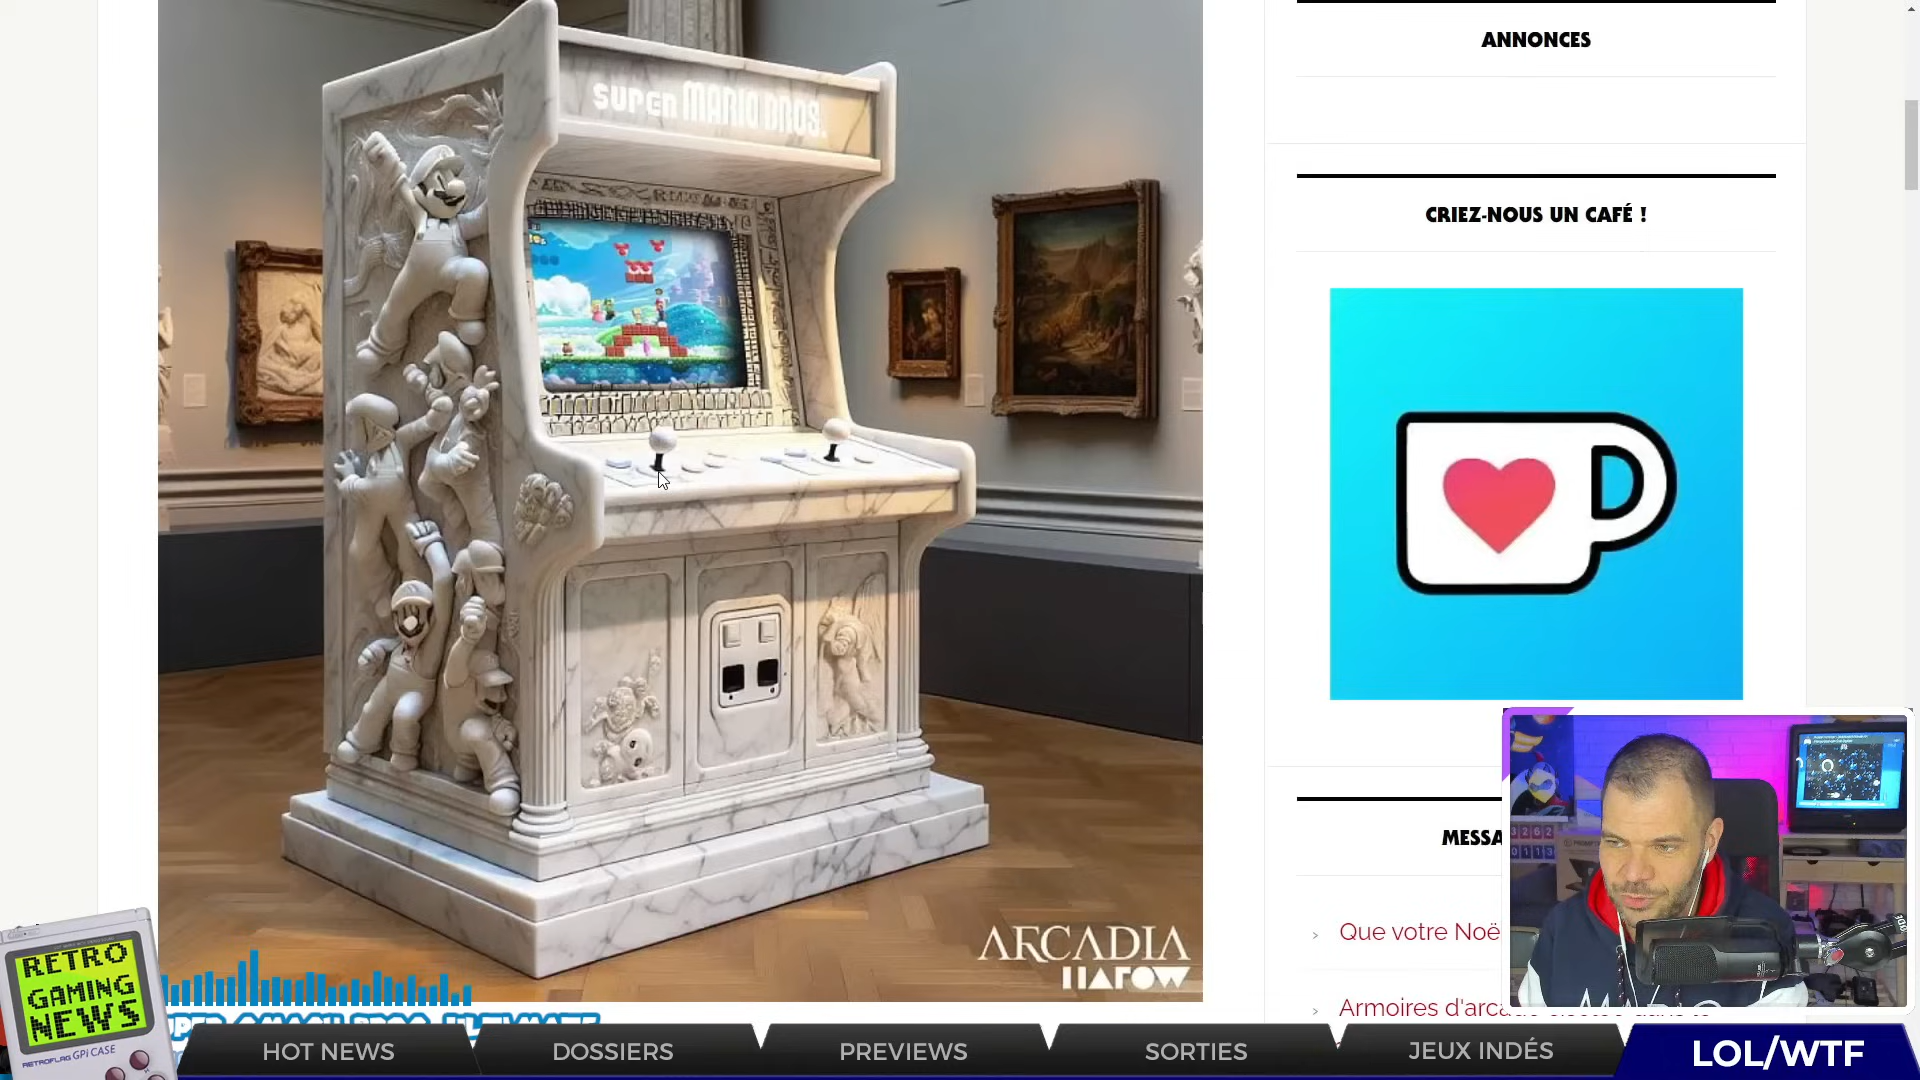 SUPER MARIO BROS.
ARCADIA
ANNONCES
CRIEZ-NOUS UN CAFÉ !
MESSA
Que votre Noë
Armoires d'arca
RETRO
GAMING
NEWS
RETROFLAG GPi CASE
HOT NEWS
DOSSIERS
PREVIEWS
SORTIES
JEUX INDÉS
LOL/WTF